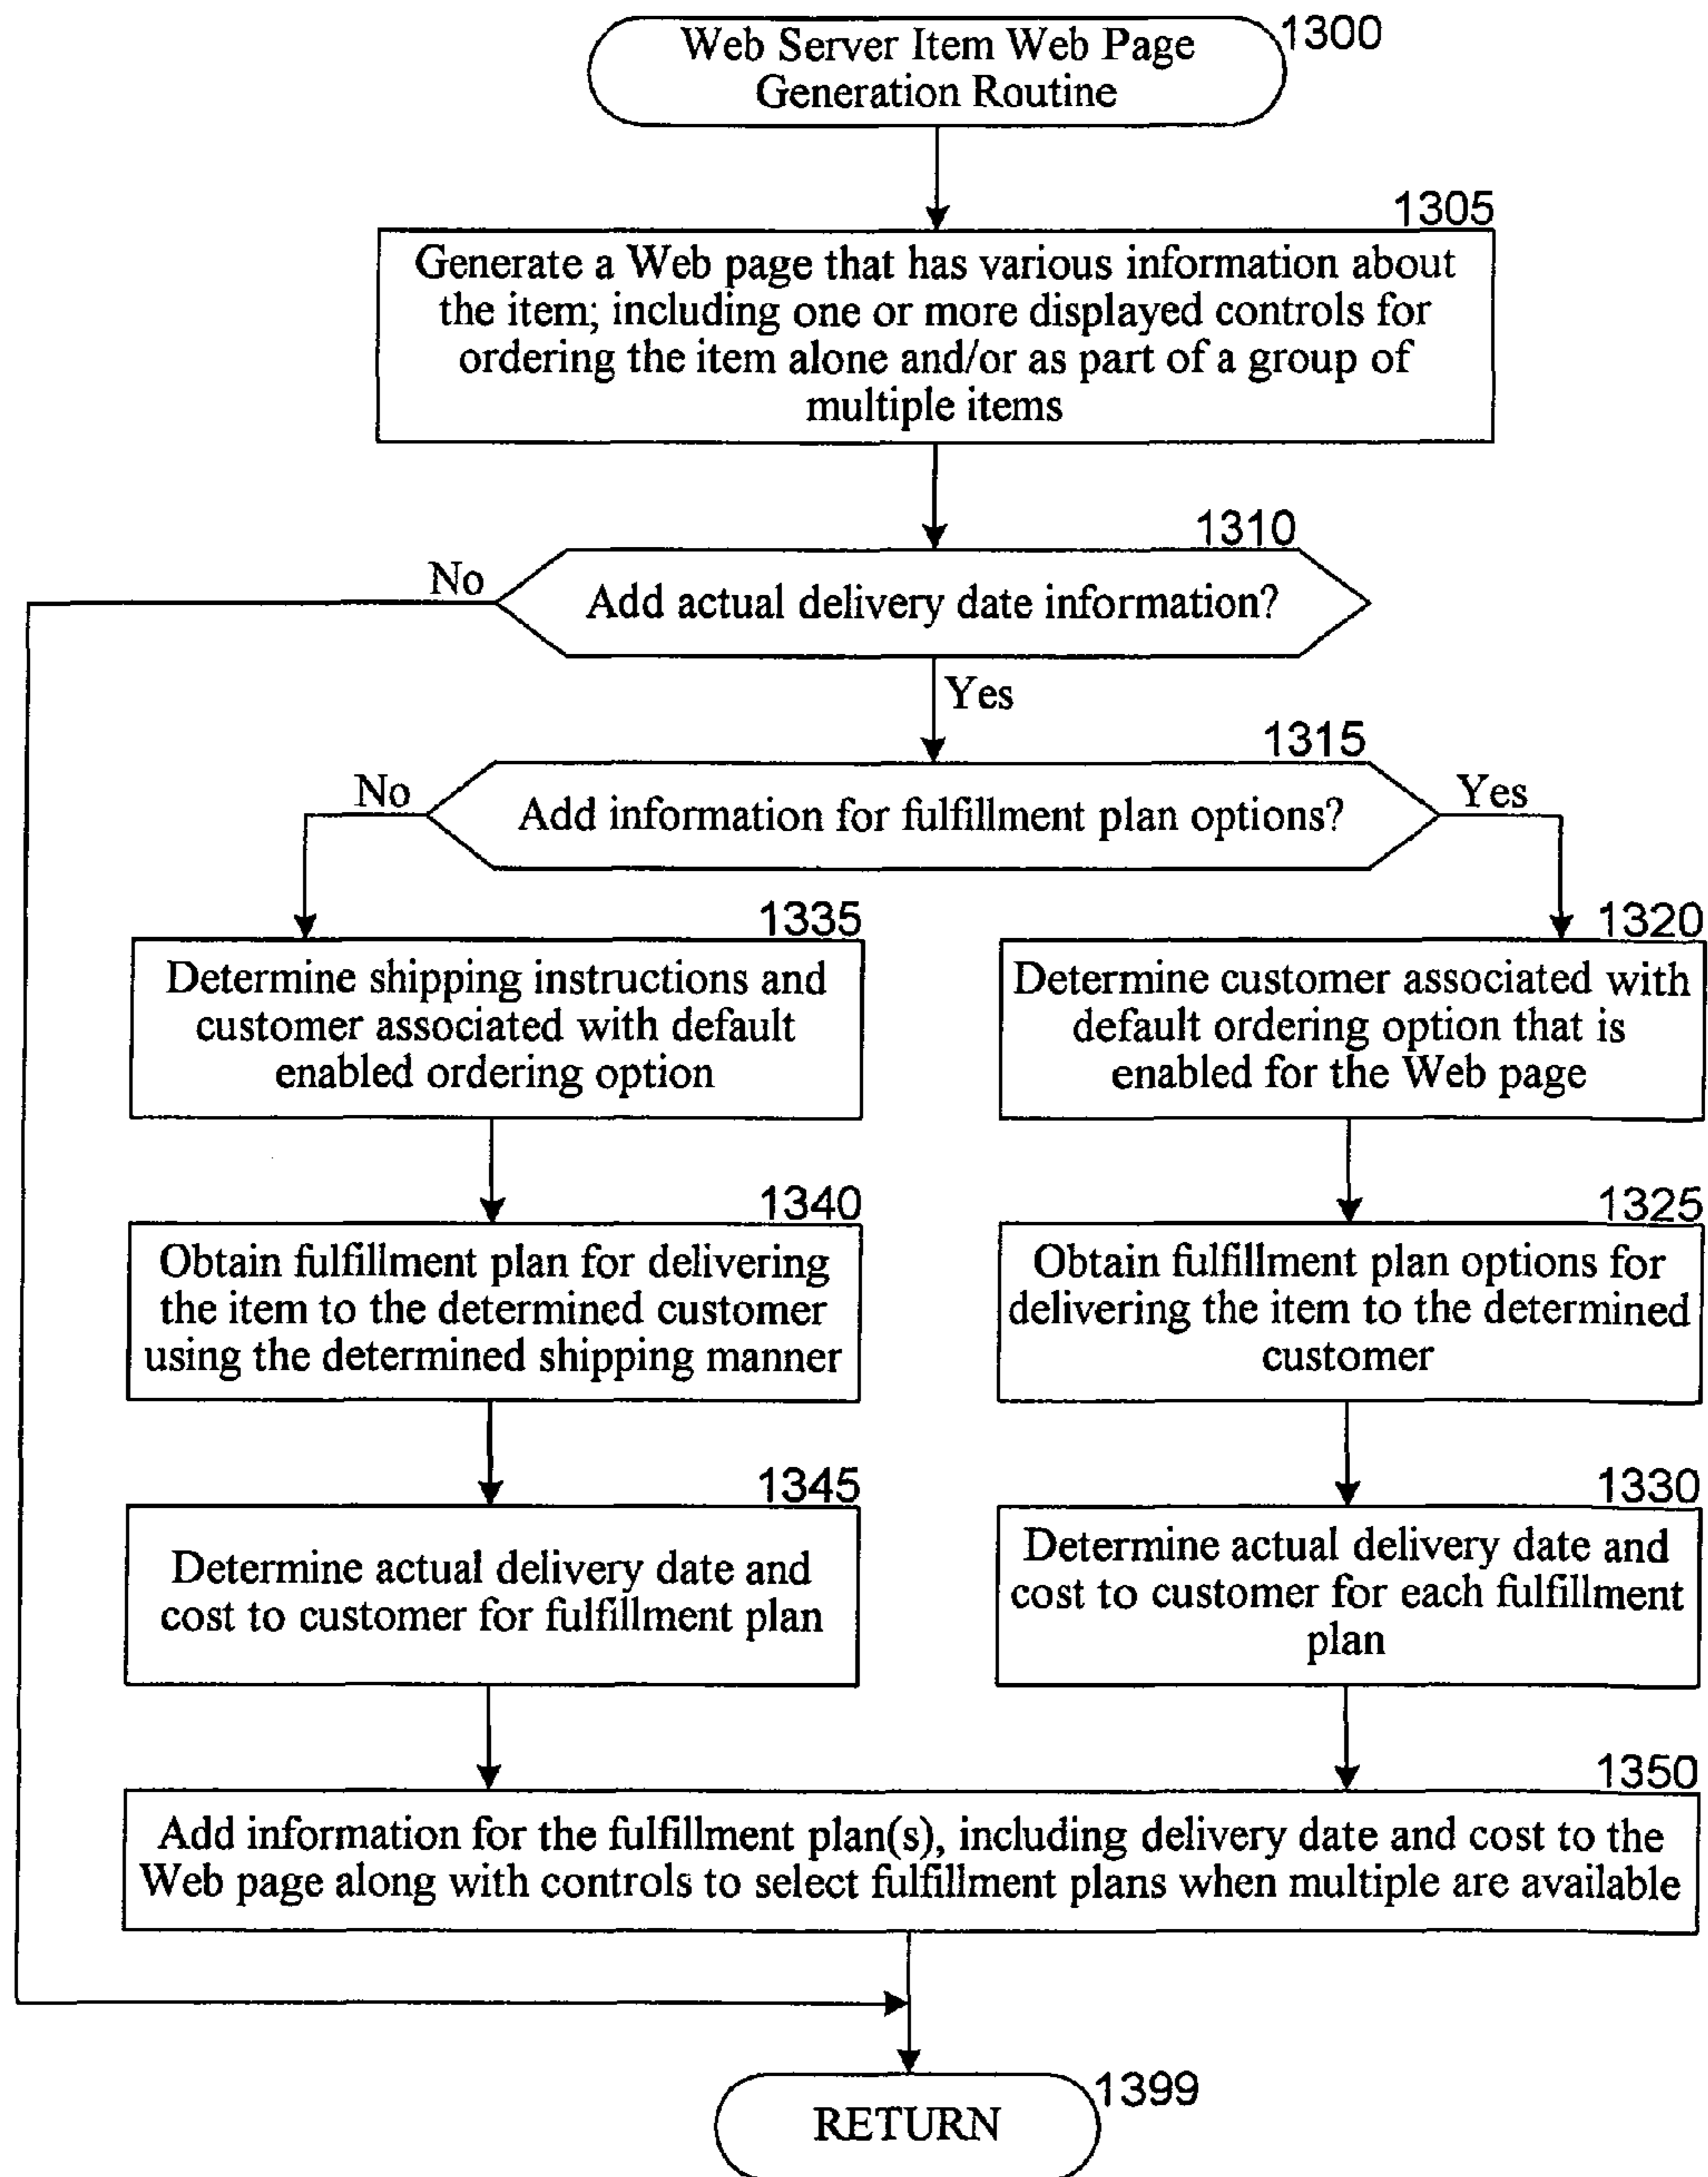 Web Server Item Web Page
Generation Routine
1300
1305
Generate a Web page that has various information about
the item; including one or more displayed controls for
ordering the item alone and/or as part of a group of
multiple items
1310
No
Add actual delivery date information?
Yes
1315
No
Add information for fulfillment plan options?
Yes
1335
Determine shipping instructions and
customer associated with default
enabled ordering option
1320
Determine customer associated with
default ordering option that is
enabled for the Web page
1340
Obtain fulfillment plan for delivering
the item to the determined customer
using the determined shipping manner
1325
Obtain fulfillment plan options for
delivering the item to the determined
customer
1345
Determine actual delivery date and
cost to customer for fulfillment plan
1330
Determine actual delivery date and
cost to customer for each fulfillment
plan
1350
Add information for the fulfillment plan(s), including delivery date and cost to the
Web page along with controls to select fulfillment plans when multiple are available
1399
RETURN